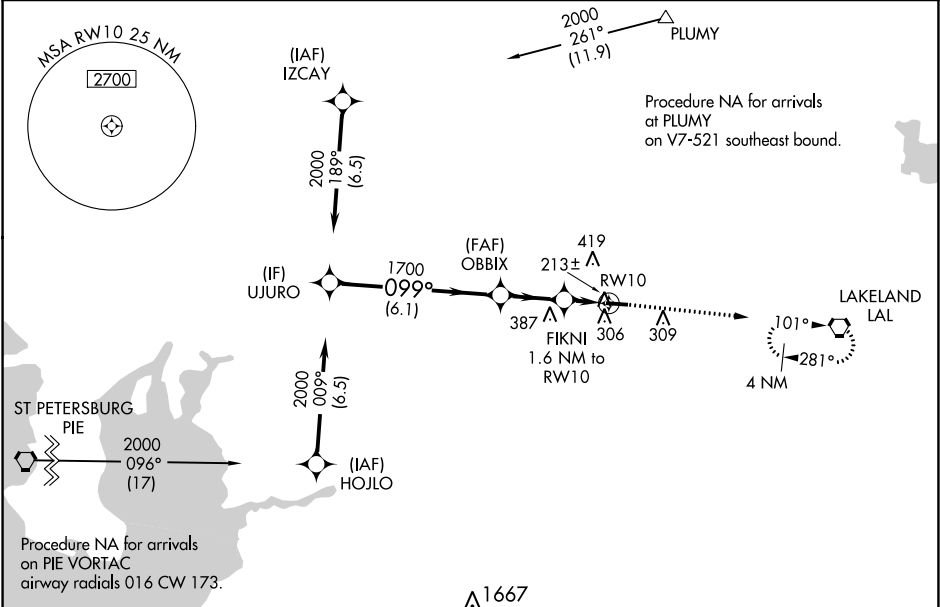 MSA RW10 25 NM
2700
(IAF)
IZCAY
2000
189°
(6.5)
2000
261°
(11.9)
PLUMY
Procedure NA for arrivals
at PLUMY
on V7-521 southeast bound.
(IF)
UJURO
1700
099°
(6.1)
(FAF)
OBBIX
419
213±
RW10
387
FIKNI
1.6 NM to
RW10
306
309
LAKELAND
LAL
101°
281°
4 NM
2000
009°
(6.5)
(IAF)
HOJLO
ST PETERSBURG
PIE
2000
096°
(17)
Procedure NA for arrivals
on PIE VORTAC
airway radials 016 CW 173.
1667